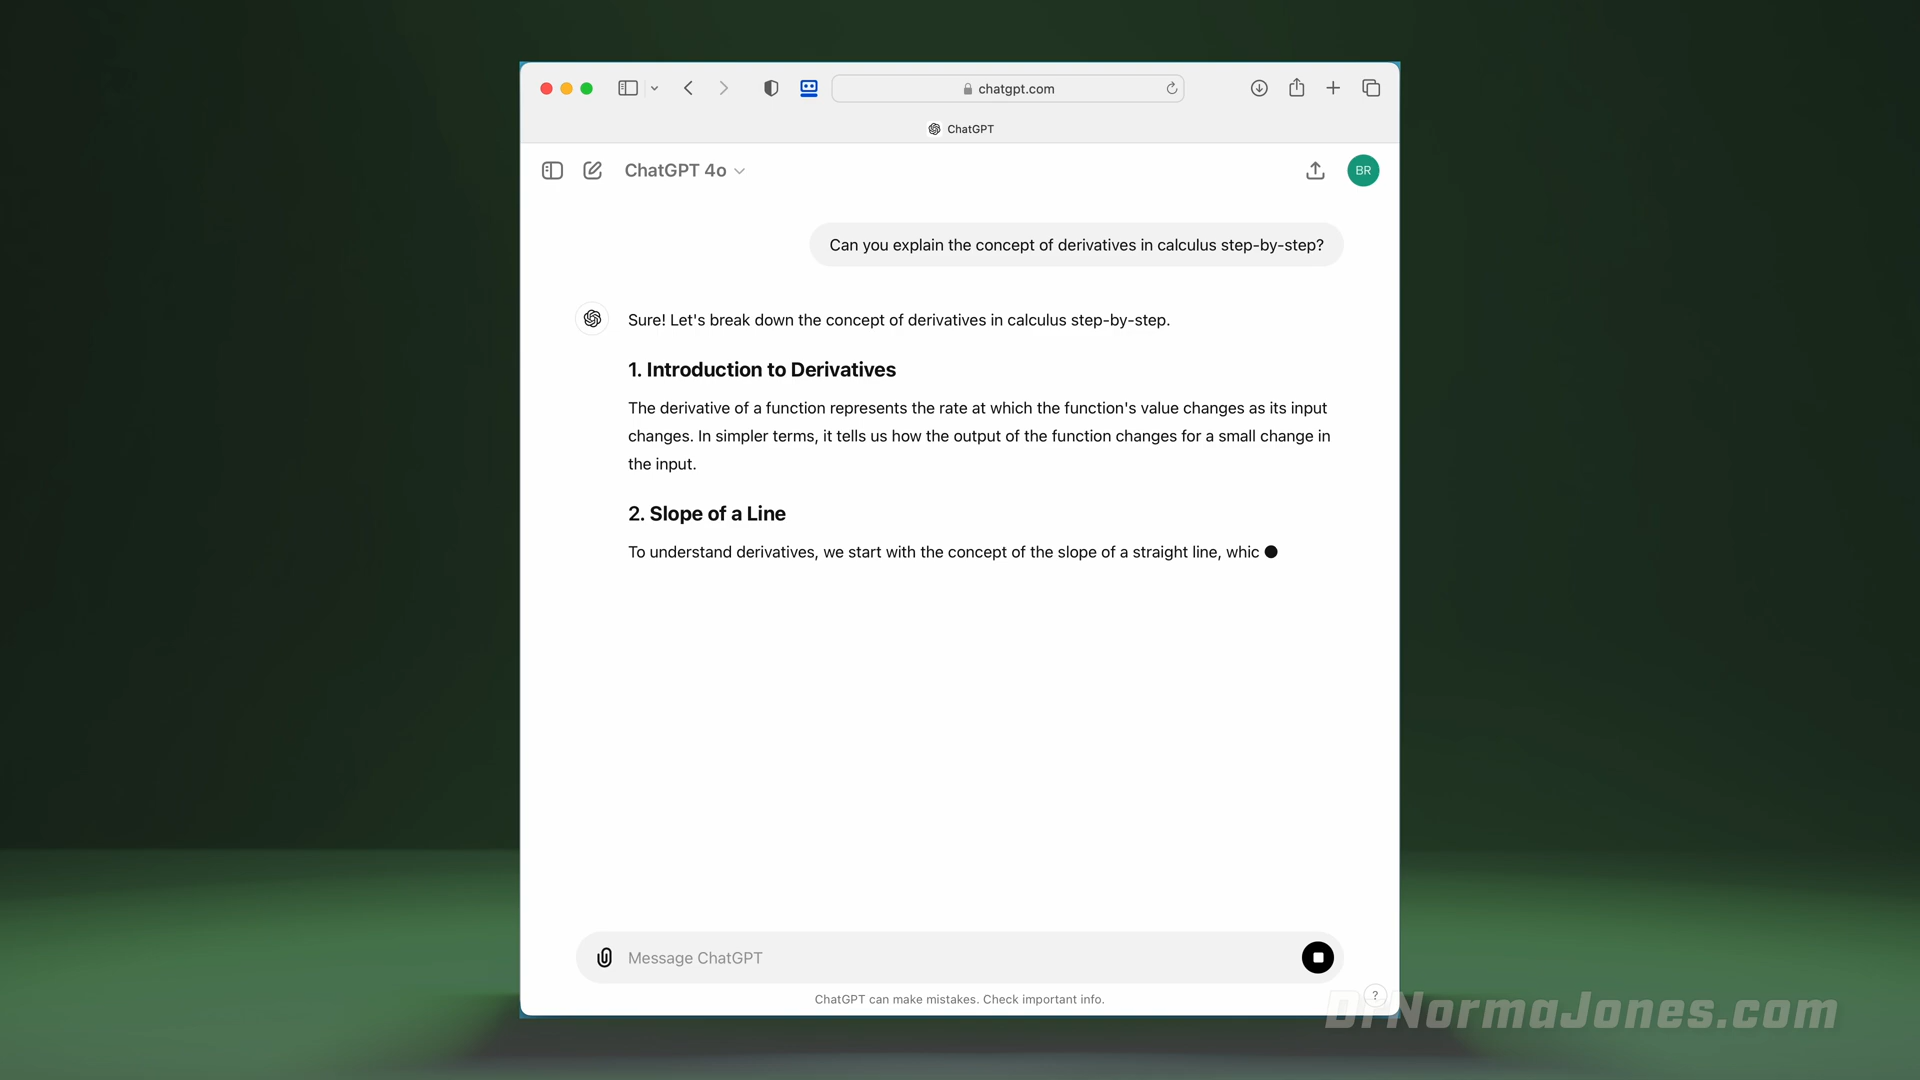 chatgpt.com
ChatGPT
ChatGPT 4o
BR
Can you explain the concept of derivatives in calculus step-by-step?
Sure! Let's break down the concept of derivatives in calculus step-by-step.
1. Introduction to Derivatives
The derivative of a function represents the rate at which the function's value changes as its input
changes. In simpler terms, it tells us how the output of the function changes for a small change in
the input.
2. Slope of a Line
To understand derivatives, we start with the concept of the slope of a straight line, whic
Message ChatGPT
ChatGPT can make mistakes. Check important info.
?
DrNormaJones.com